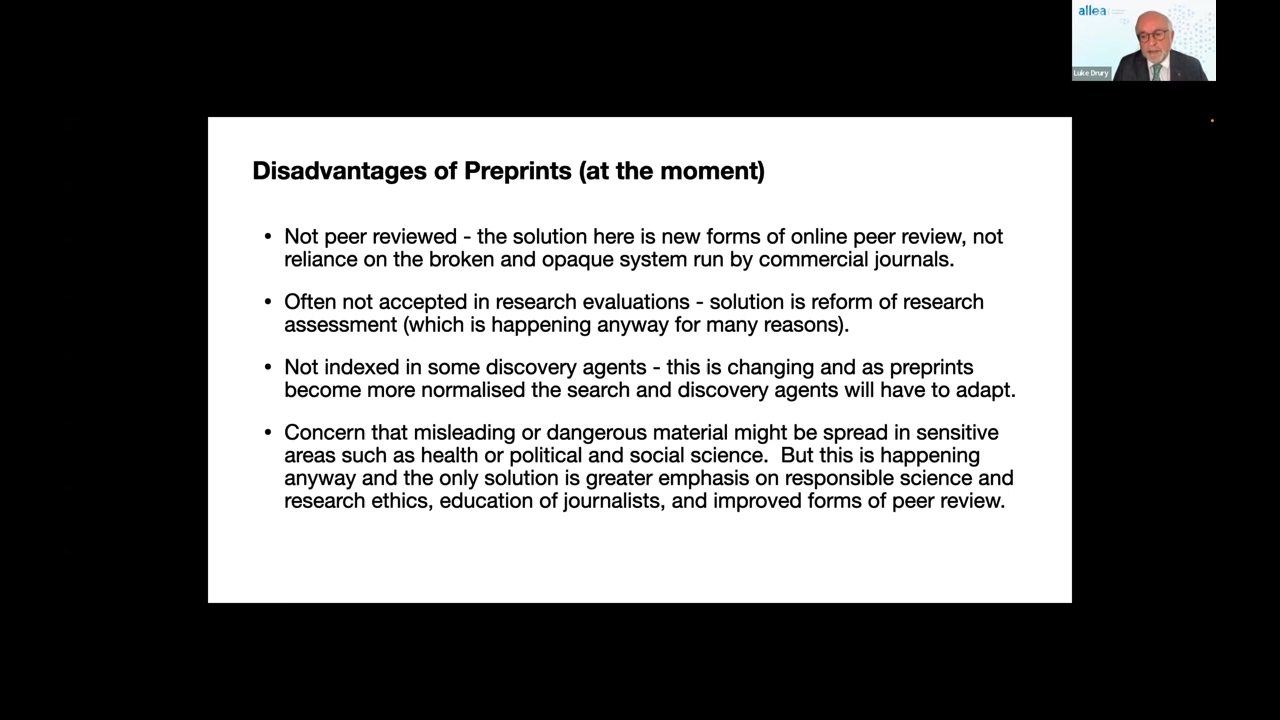 allea
Luke Drury
Disadvantages of Preprints (at the moment)
• Not peer reviewed - the solution here is new forms of online peer review, not
reliance on the broken and opaque system run by commercial journals.
• Often not accepted in research evaluations - solution is reform of research
assessment (which is happening anyway for many reasons).
• Not indexed in some discovery agents - this is changing and as preprints
become more normalised the search and discovery agents will have to adapt.
• Concern that misleading or dangerous material might be spread in sensitive
areas such as health or political and social science.  But this is happening
anyway and the only solution is greater emphasis on responsible science and
research ethics, education of journalists, and improved forms of peer review.